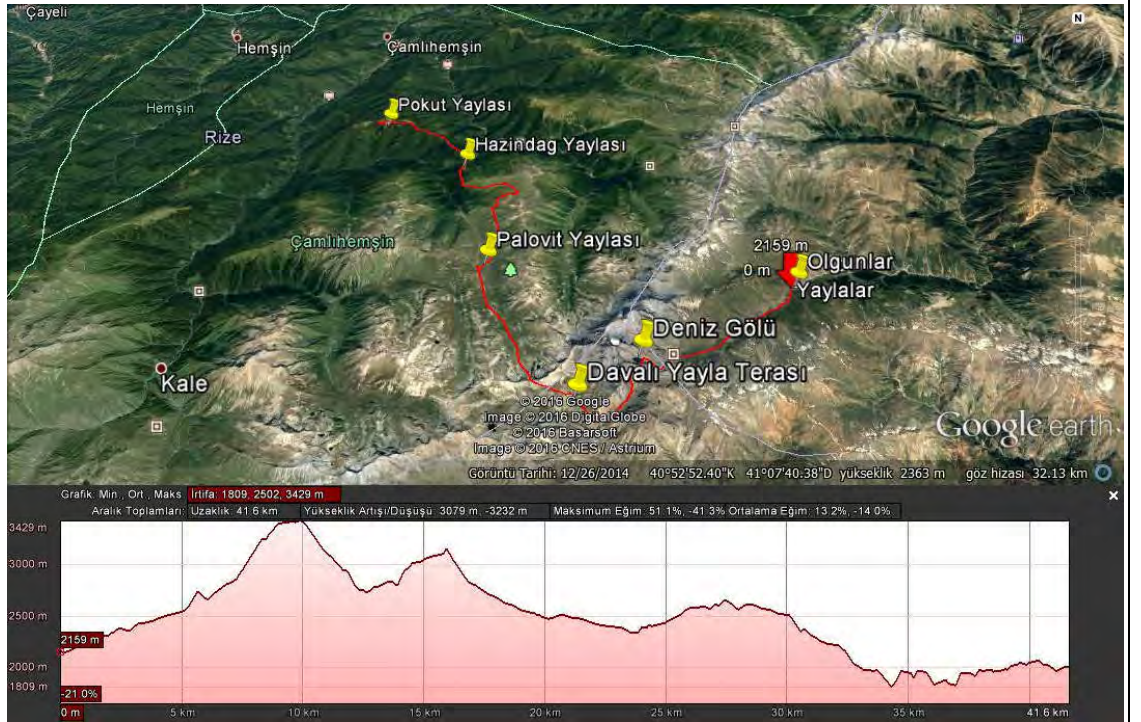 Çayeli
N
Hemşin
Çamlıhemşin
Hemşin
Pokut Yaylası
Rize
Hazindag Yaylası
Çamlıhemşin
Palovit Yaylası
2159 m
0 m
Olgunlar
Yaylalar
Deniz Gölü
Kale
Davalı Yayla Terası
© 2016 Google
Image © 2016 DigitalGlobe
© 2016 Basarsoft
Image © 2016 CNES / Astrium
Google earth
Görüntü Tarihi: 12/26/2014 40°52'52.40"K 41°07'40.38"D yükseklik 2363 m göz hizası 32.13 km
Grafik: Min , Ort , Maks İrtifa: 1809, 2502, 3429 m
Aralık Toplamları: Uzaklık: 41.6 km Yükseklik Artışı/Düşüşü: 3079 m, -3232 m Maksimum Eğim: 51.1%, -41.3% Ortalama Eğim: 13.2%, -14.0%
3429 m
3000 m
2500 m
2159 m
2000 m
1809 m
-21.0%
0 m 5 km 10 km 15 km 20 km 25 km 30 km 35 km 41.6 km